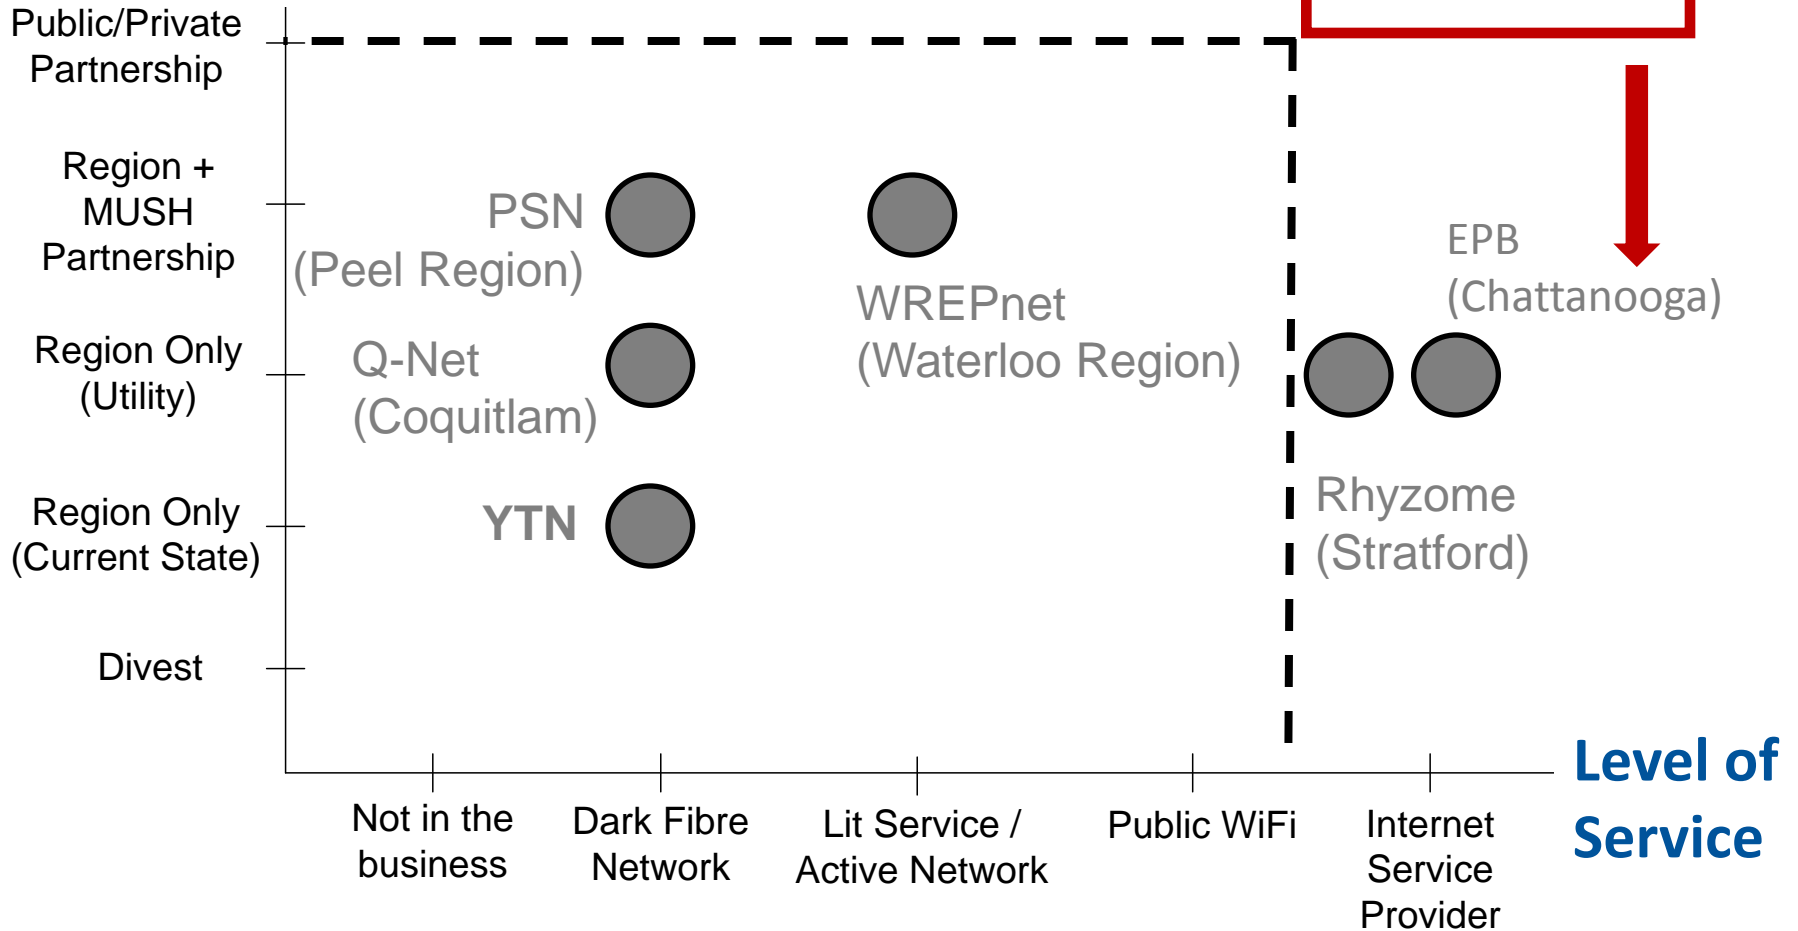 Public/Private
Partnership
Region +
MUSH
Partnership
PSN
(Peel Region)
EPB
(Chattanooga)
WREPnet
(Waterloo Region)
Region Only
(Utility)
Q-Net
(Coquitlam)
Region Only
(Current State)
YTN
Rhyzome
(Stratford)
Divest
Level of
Service
Not in the
business
Dark Fibre
Network
Lit Service /
Active Network
Public WiFi
Internet
Service
Provider